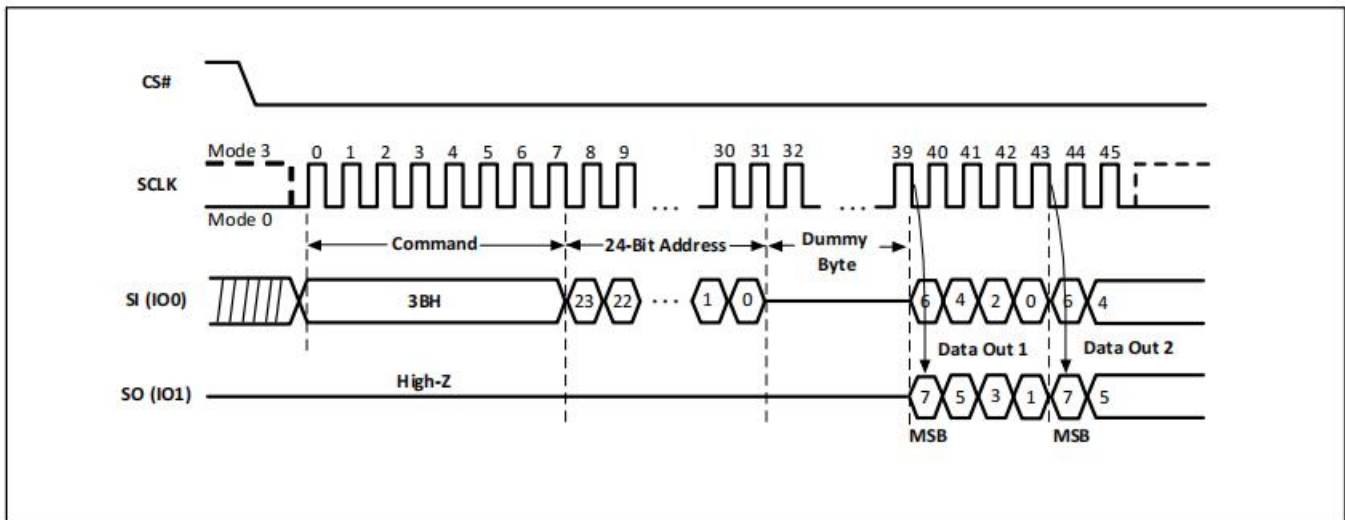 CS#
Mode 3
0 1 2 3 4 5 6 7 8 9 30 31 32 39 40 41 42 43 44 45
SCLK
... ...
Mode 0
Command 24-Bit Address Dummy
Byte
SI (IO0) 3BH 23 22 ... 1 0 6 4 2 0 6 4
Data Out 1 Data Out 2
High-Z
SO (IO1) 7 5 3 1 7 5
MSB MSB